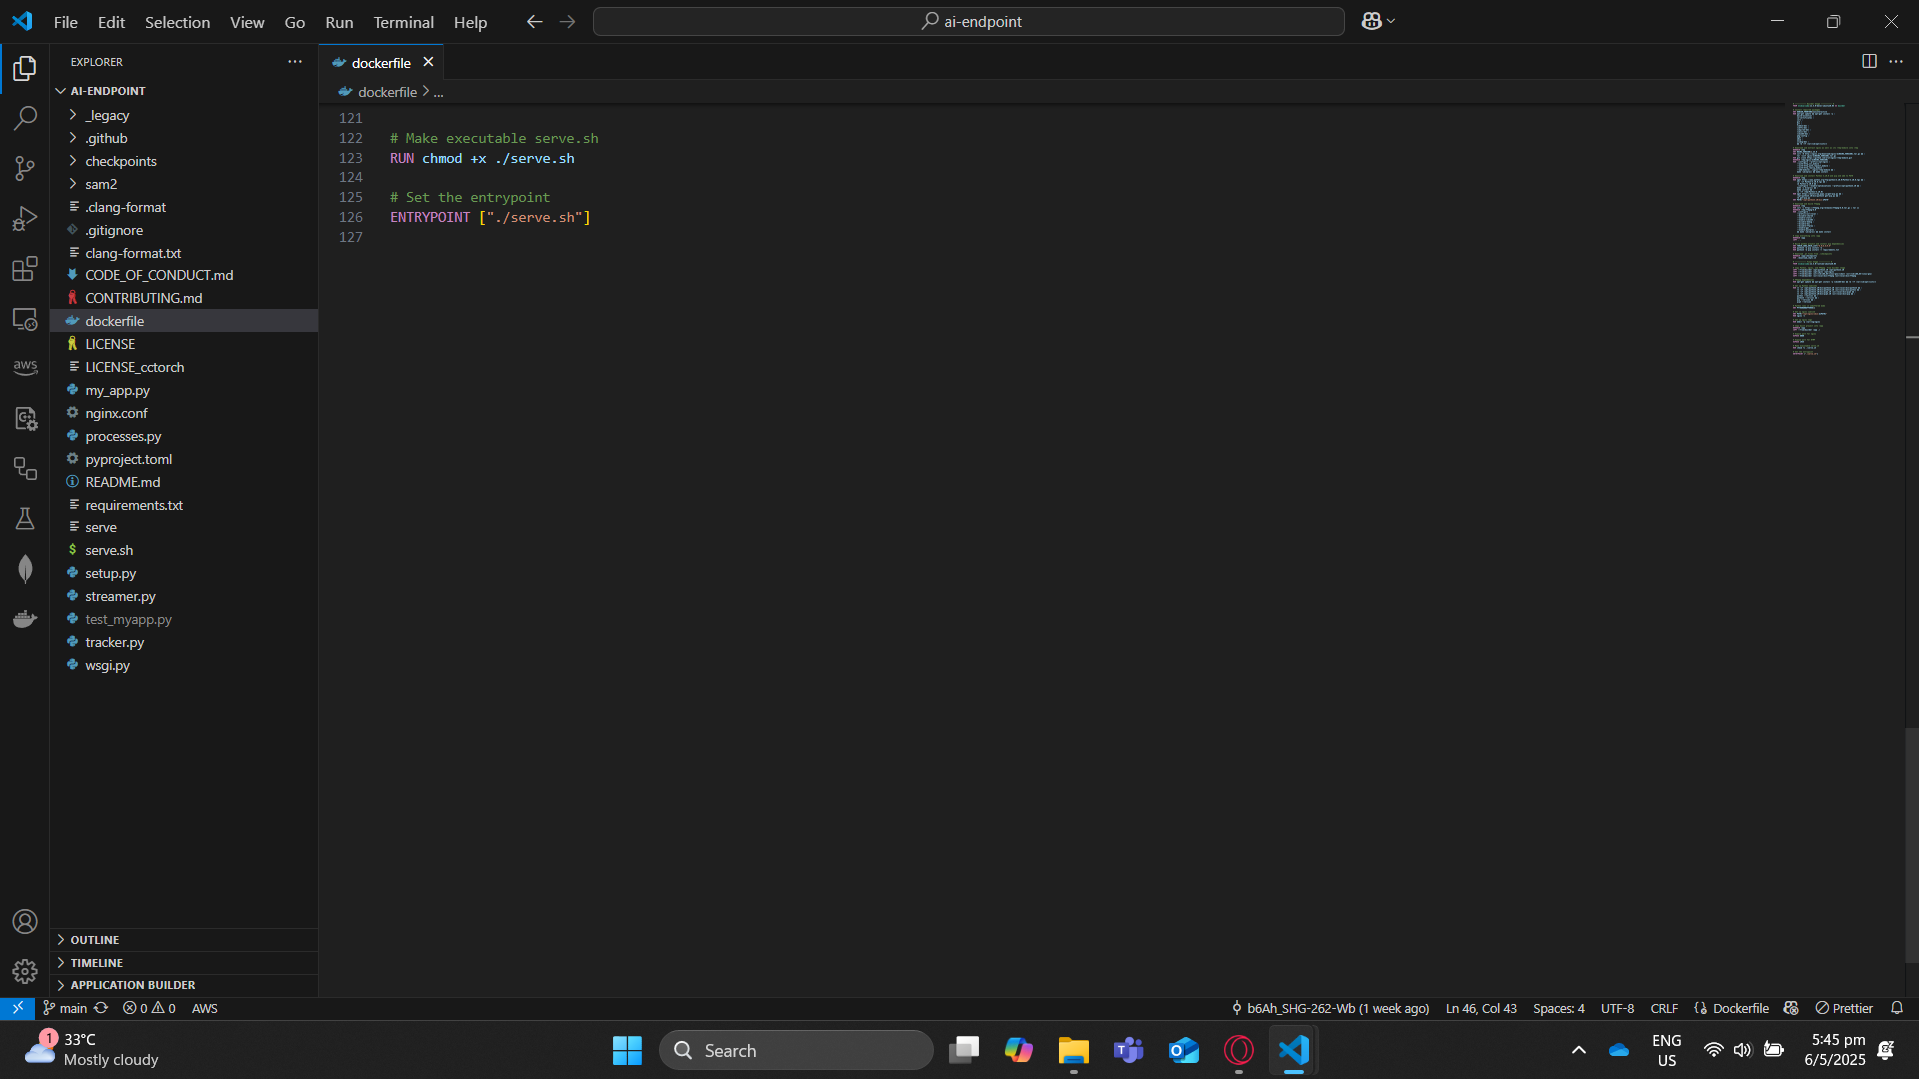 File Edit Selection View Go Run Terminal Help
ai-endpoint
EXPLORER
AI-ENDPOINT
_legacy
.github
checkpoints
sam2
.clang-format
.gitignore
clang-format.txt
CODE_OF_CONDUCT.md
CONTRIBUTING.md
dockerfile
LICENSE
LICENSE_cctorch
my_app.py
nginx.conf
processes.py
pyproject.toml
README.md
requirements.txt
serve
serve.sh
setup.py
streamer.py
test_myapp.py
tracker.py
wsgi.py
OUTLINE
TIMELINE
APPLICATION BUILDER
aws
dockerfile
dockerfile > ...
121
122 # Make executable serve.sh
123 RUN chmod +x ./serve.sh
124
125 # Set the entrypoint
126 ENTRYPOINT ["./serve.sh"]
127
main 0 0 AWS
b6Ah_SHG-262-Wb (1 week ago) Ln 46, Col 43 Spaces: 4 UTF-8 CRLF {} Dockerfile Prettier
1
33°C
Mostly cloudy
Search
ENG
US
5:45 pm
6/5/2025